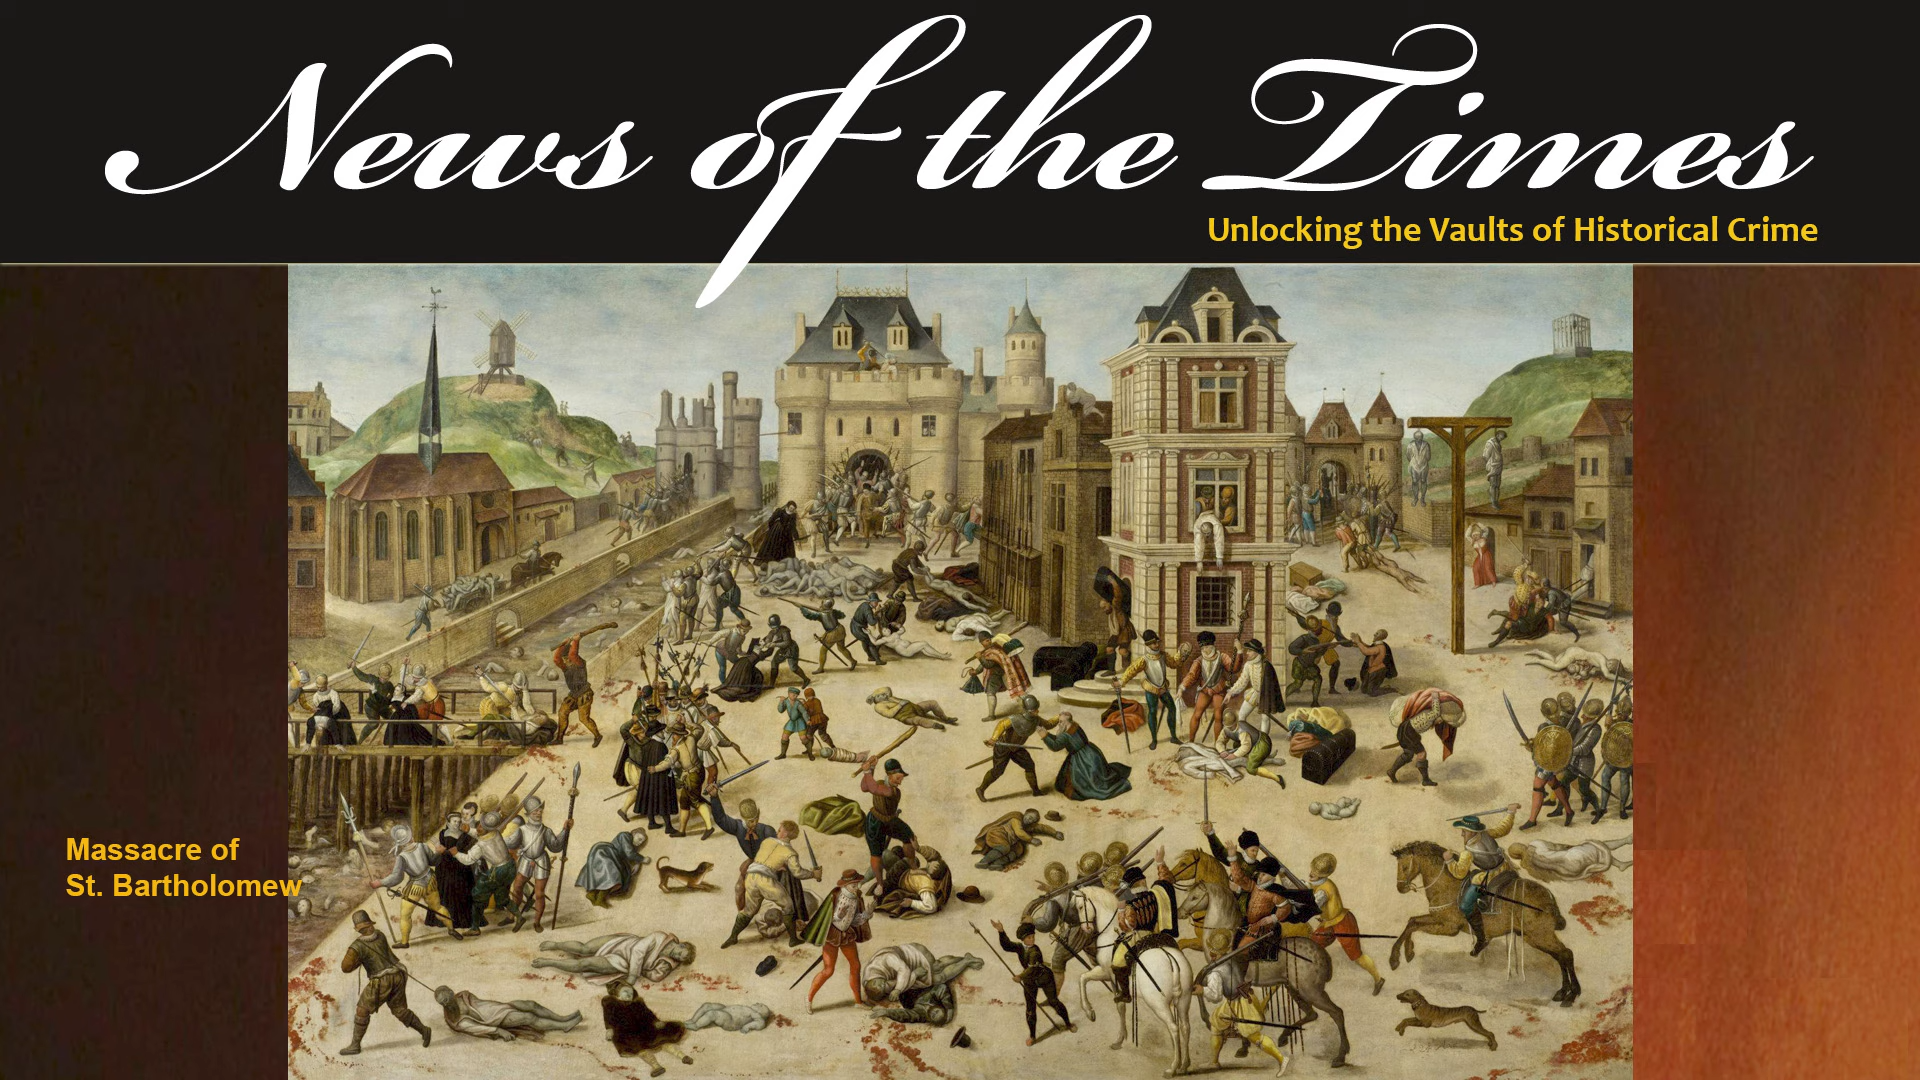 News of the Times
Unlocking the Vaults of Historical Crime
Massacre of
St. Bartholomew